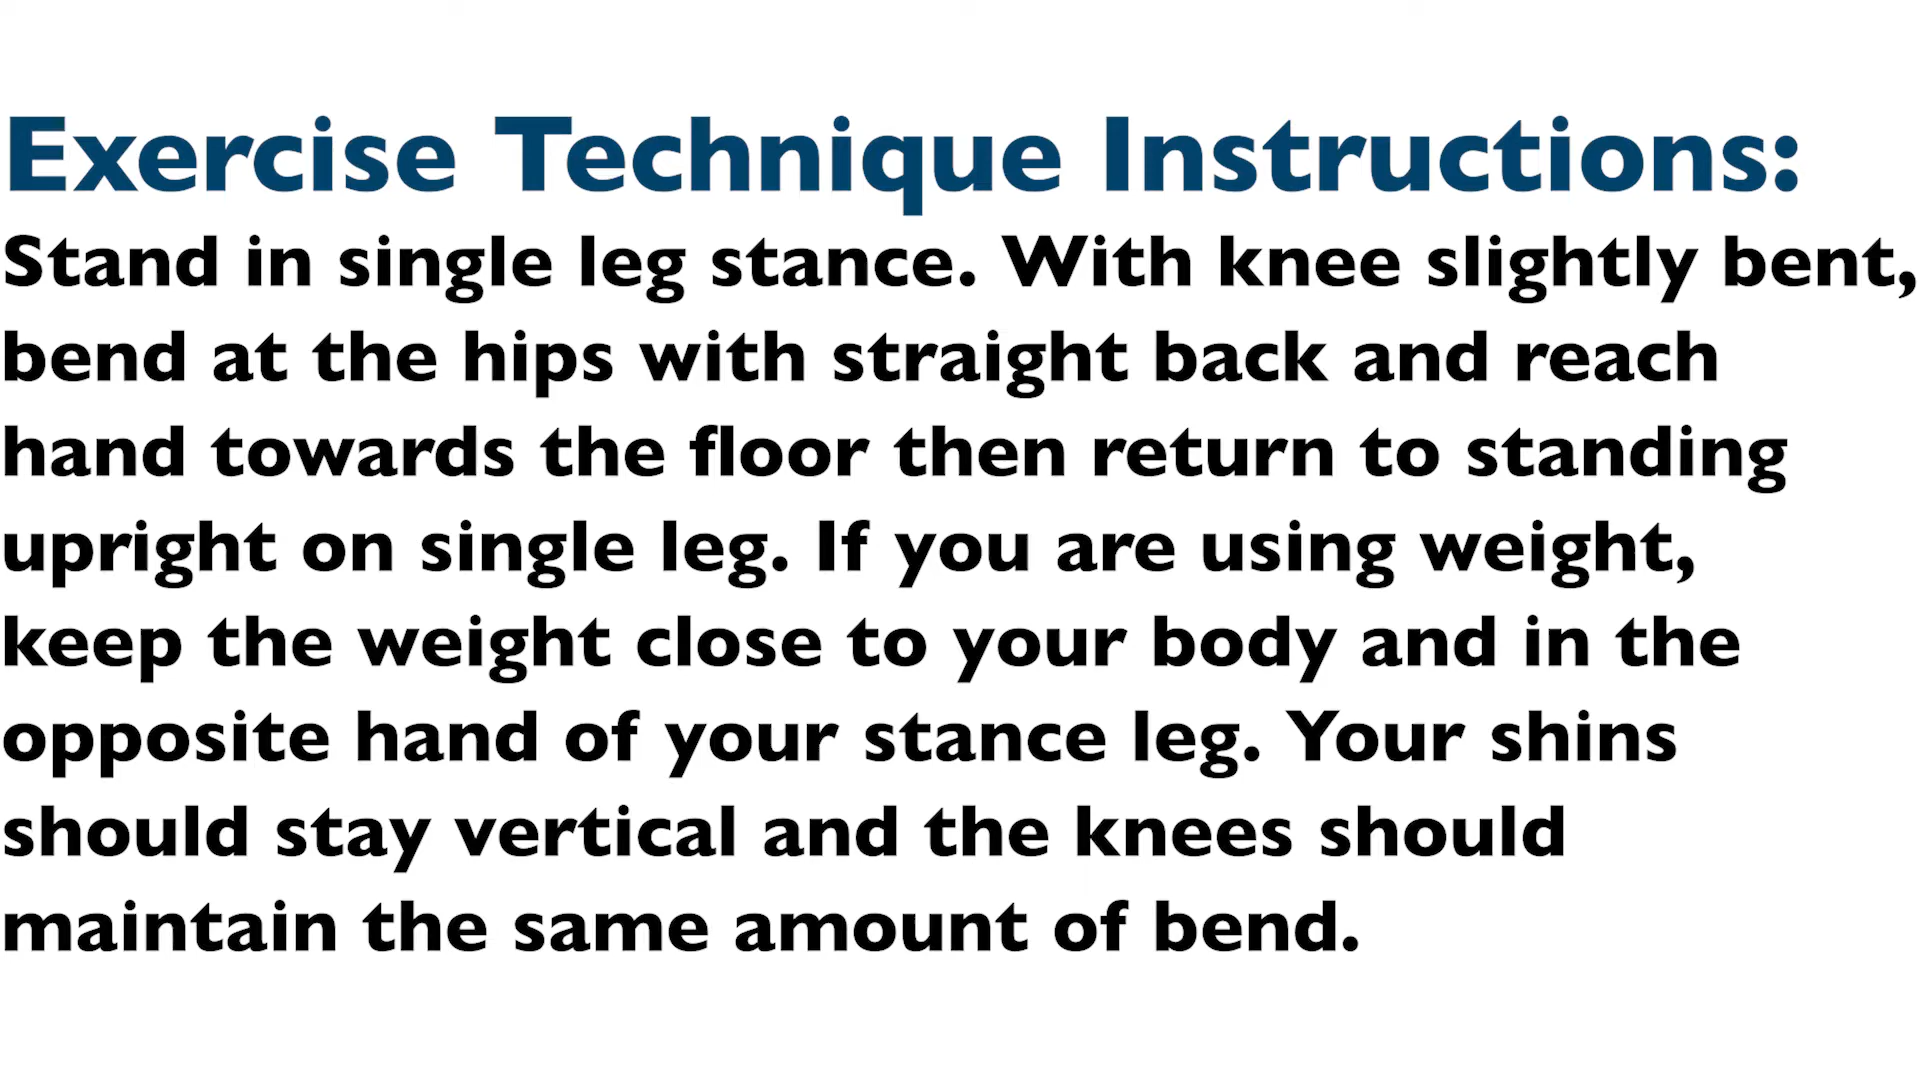 Exercise Technique Instructions:
Stand in single leg stance. With knee slightly bent,
bend at the hips with straight back and reach
hand towards the floor then return to standing
upright on single leg. If you are using weight,
keep the weight close to your body and in the
opposite hand of your stance leg. Your shins
should stay vertical and the knees should
maintain the same amount of bend.